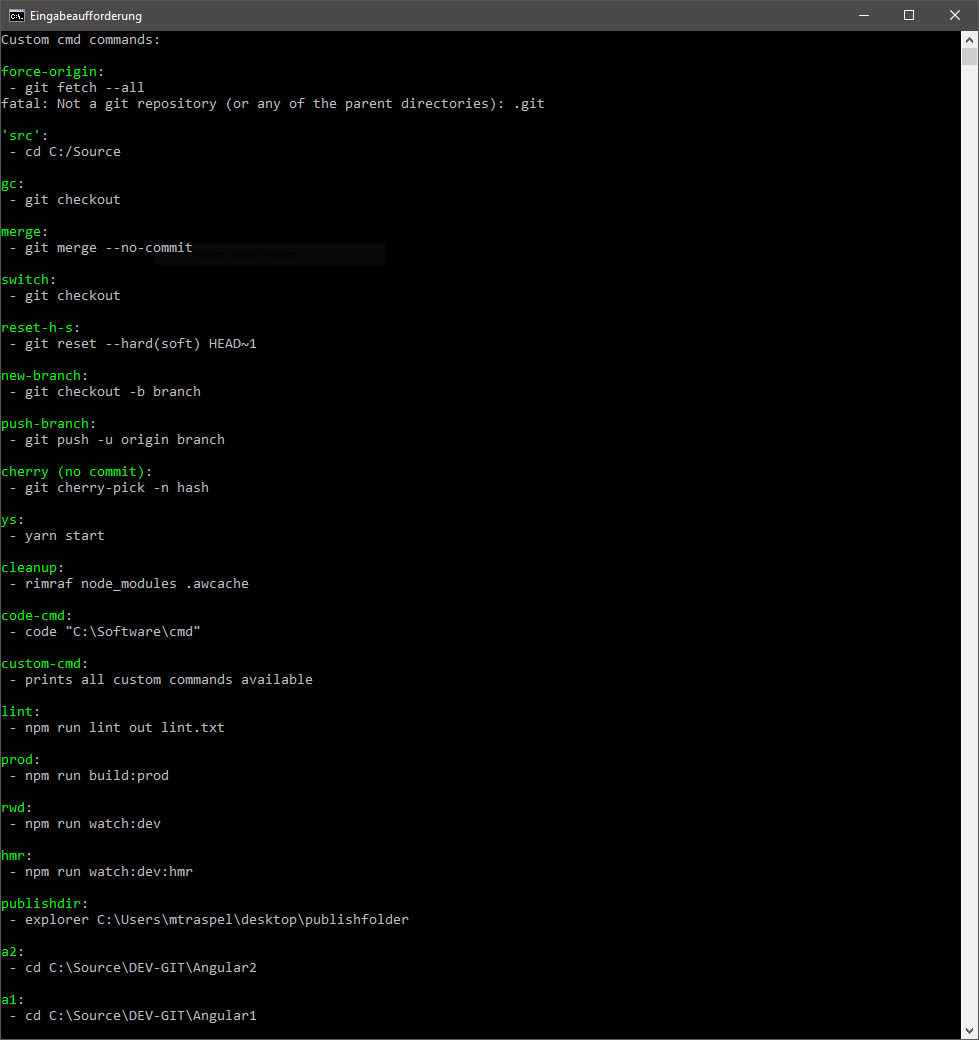 Eingabeaufforderung
Custom cmd commands:
force-origin:
- git fetch --all
fatal: Not a git repository (or any of the parent directories): .git
'src':
- cd C:/Source
gc:
- git checkout
merge:
- git merge --no-commit
switch:
- git checkout
reset-h-s:
- git reset --hard(soft) HEAD~1
new-branch:
- git checkout -b branch
push-branch:
- git push -u origin branch
cherry (no commit):
- git cherry-pick -n hash
ys:
- yarn start
cleanup:
- rimraf node_modules .awcache
code-cmd:
- code "C:\Software\cmd"
custom-cmd:
- prints all custom commands available
lint:
- npm run lint out lint.txt
prod:
- npm run build:prod
rwd:
- npm run watch:dev
hmr:
- npm run watch:dev:hmr
publishdir:
- explorer C:\Users\mtraspel\desktop\publishfolder
a2:
- cd C:\Source\DEV-GIT\Angular2
a1:
- cd C:\Source\DEV-GIT\Angular1